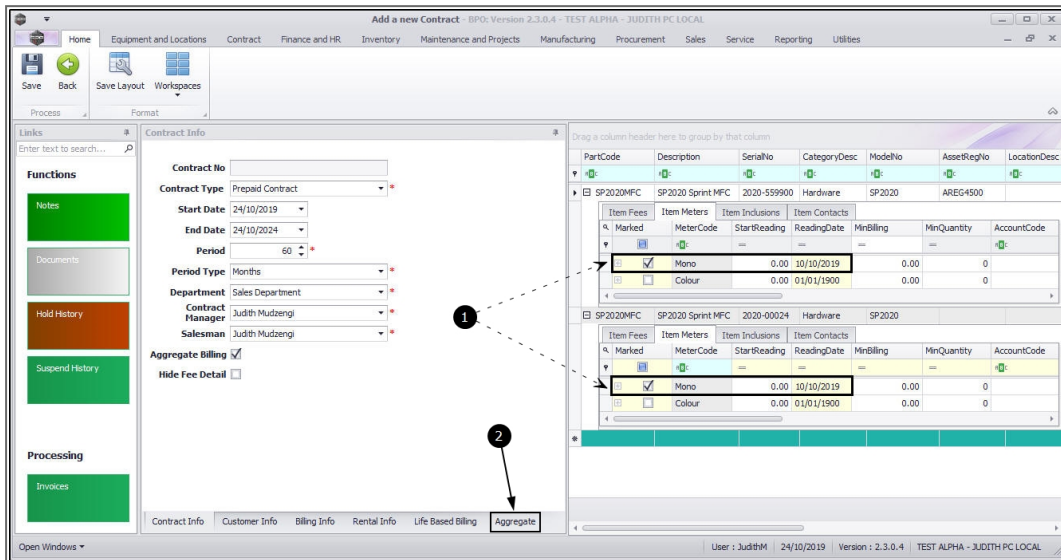 Add a new Contract - BPO: Version 2.3.0.4 - TEST ALPHA - JUDITH PC LOCAL
Home Equipment and Locations Contract Finance and HR Inventory Maintenance and Projects Manufacturing Procurement Sales Service Reporting Utilities
Save Back Save Layout Workspaces
Process Format
Links
Enter text to search...
Functions
Notes
Documents
Hold History
Suspend History
Processing
Invoices
Contract Info
Contract No
Contract Type Prepaid Contract *
Start Date 24/10/2019
End Date 24/10/2024
Period 60 *
Period Type Months *
Department Sales Department *
Contract Manager Judith Mudzengi *
Salesman Judith Mudzengi *
Aggregate Billing
Hide Fee Detail
1
2
Contract Info Customer Info Billing Info Rental Info Life Based Billing Aggregate
Drag a column header here to group by that column
PartCode Description SerialNo CategoryDesc ModelNo AssetRegNo LocationDesc
SP2020MFC SP2020 Sprint MFC 2020-559900 Hardware SP2020 AREG4500
Item Fees Item Meters Item Inclusions Item Contacts
Marked MeterCode StartReading ReadingDate MinBilling MinQuantity AccountCode
Mono 0.00 10/10/2019 0.00 0
Colour 0.00 01/01/1900 0.00 0
SP2020MFC SP2020 Sprint MFC 2020-00024 Hardware SP2020
Item Fees Item Meters Item Inclusions Item Contacts
Marked MeterCode StartReading ReadingDate MinBilling MinQuantity AccountCode
Mono 0.00 10/10/2019 0.00 0
Colour 0.00 01/01/1900 0.00 0
Open Windows User : JudithM 24/10/2019 Version : 2.3.0.4 TEST ALPHA - JUDITH PC LOCAL